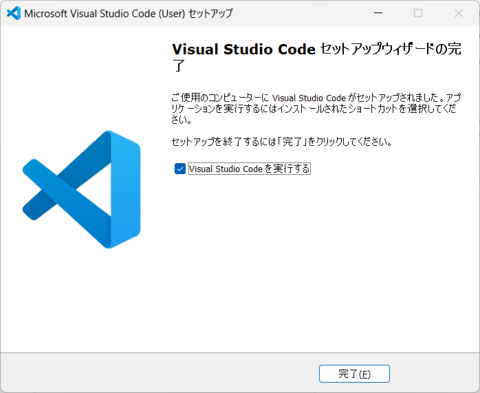 Microsoft Visual Studio Code (User) セットアップ
Visual Studio Code セットアップウィザードの完
了
ご使用のコンピューターに Visual Studio Code がセットアップされました。アプ
リケーションを実行するにはインストールされたショートカットを選択してくだ
さい。
セットアップを終了するには「完了」をクリックしてください。
Visual Studio Code を実行する
完了(F)